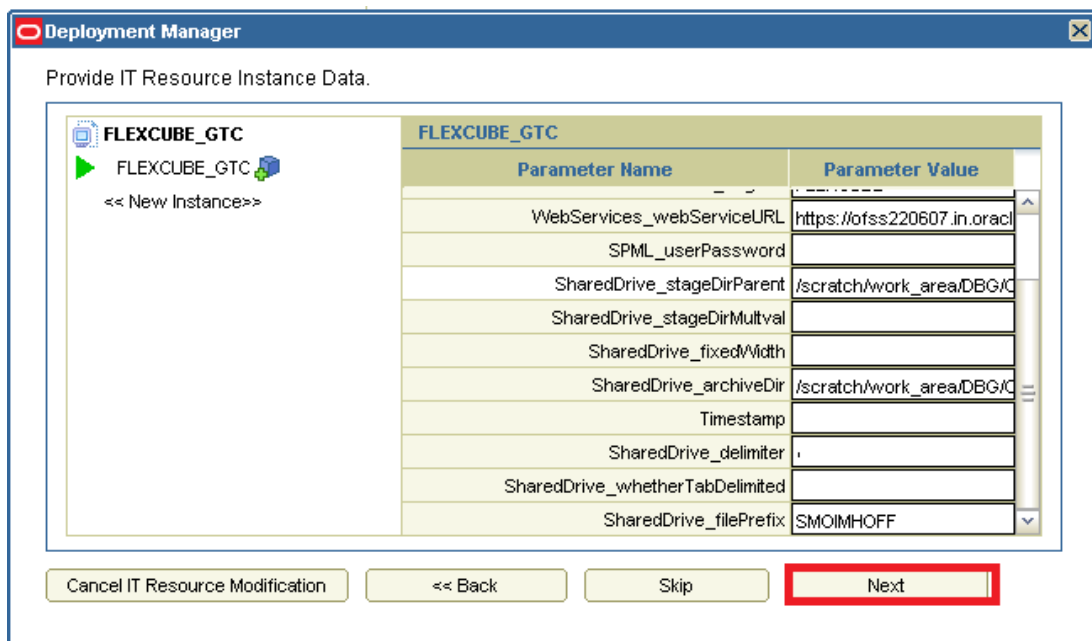 Deployment Manager
Provide IT Resource Instance Data.
FLEXCUBE_GTC
FLEXCUBE_GTC
<< New Instance>>
FLEXCUBE_GTC
Parameter Name Parameter Value
WebServices_webServiceURL https://ofss220607.in.oracl
SPML_userPassword
SharedDrive_stageDirParent /scratch/work_area/DBG/C
SharedDrive_stageDirMultval
SharedDrive_fixedWidth
SharedDrive_archiveDir /scratch/work_area/DBG/C
Timestamp
SharedDrive_delimiter ,
SharedDrive_whetherTabDelimited
SharedDrive_filePrefix SMOIMHOFF
Cancel IT Resource Modification << Back Skip Next